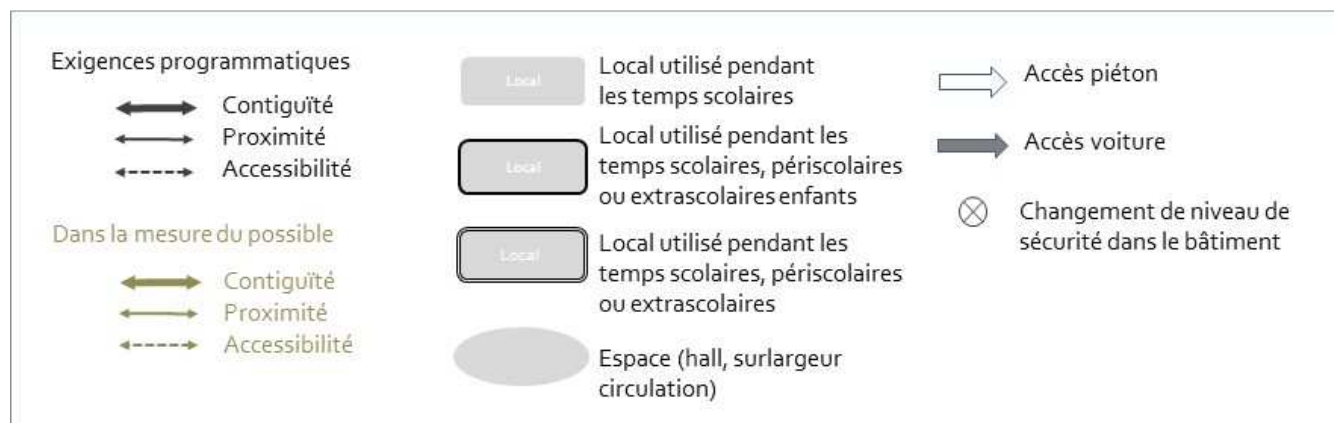 Exigences programmatiques
Contiguïté
Proximité
Accessibilité
Dans la mesure du possible
Contiguïté
Proximité
Accessibilité
Local
Local utilisé pendant
les temps scolaires
Local
Local utilisé pendant les
temps scolaires, périscolaires
ou extrascolaires enfants
Local
Local utilisé pendant les
temps scolaires, périscolaires
ou extrascolaires
Espace (hall, surlargeur
circulation)
Accès piéton
Accès voiture
Changement de niveau de
sécurité dans le bâtiment